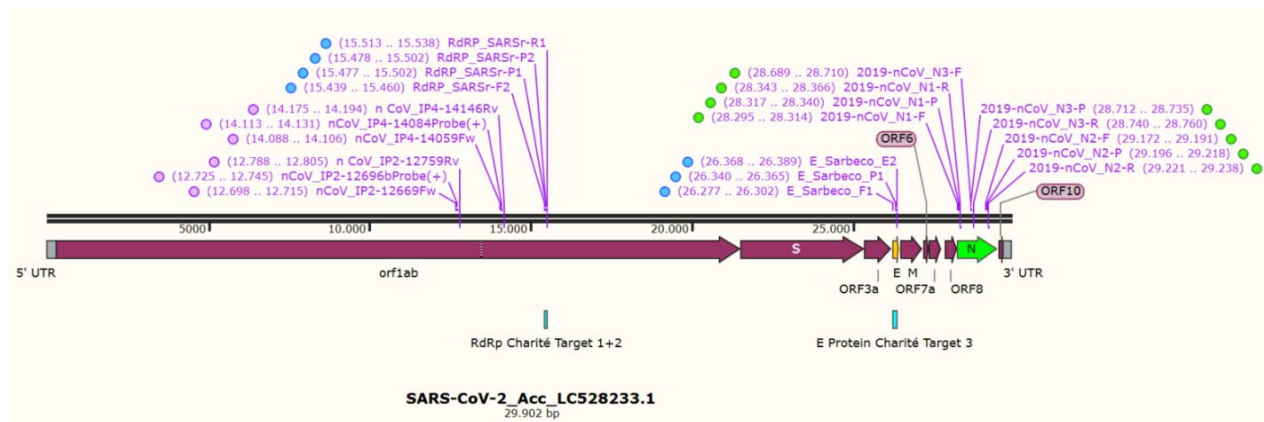 (15.513 .. 15.538) RdRP_SARSr-R1
(15.478 .. 15.502) RdRP_SARSr-P2
(15.477 .. 15.502) RdRP_SARSr-P1
(15.439 .. 15.460) RdRP_SARSr-F2
(14.175 .. 14.194) n CoV_IP4-14146Rv
(14.113 .. 14.131) nCoV_IP4-14084Probe(+)
(14.088 .. 14.106) nCoV_IP4-14059Fw
(12.788 .. 12.805) n CoV_IP2-12759Rv
(12.725 .. 12.745) nCoV_IP2-12696bProbe(+)
(12.698 .. 12.715) nCoV_IP2-12669Fw
(28.689 .. 28.710) 2019-nCoV_N3-F
(28.343 .. 28.366) 2019-nCoV_N1-R
(28.317 .. 28.340) 2019-nCoV_N1-P
(28.295 .. 28.314) 2019-nCoV_N1-F
ORF6
(26.368 .. 26.389) E_Sarbeco_E2
(26.340 .. 26.365) E_Sarbeco_P1
(26.277 .. 26.302) E_Sarbeco_F1
2019-nCoV_N3-P (28.712 .. 28.735)
2019-nCoV_N3-R (28.740 .. 28.760)
2019-nCoV_N2-F (29.172 .. 29.191)
2019-nCoV_N2-P (29.196 .. 29.218)
2019-nCoV_N2-R (29.221 .. 29.238)
ORF10
5000 10.000 15.000 20.000 25.000
S N
5' UTR orf1ab E M 3' UTR
ORF3a ORF7a ORF8
RdRp Charité Target 1+2 E Protein Charité Target 3
SARS-CoV-2_Acc_LC528233.1
29.902 bp